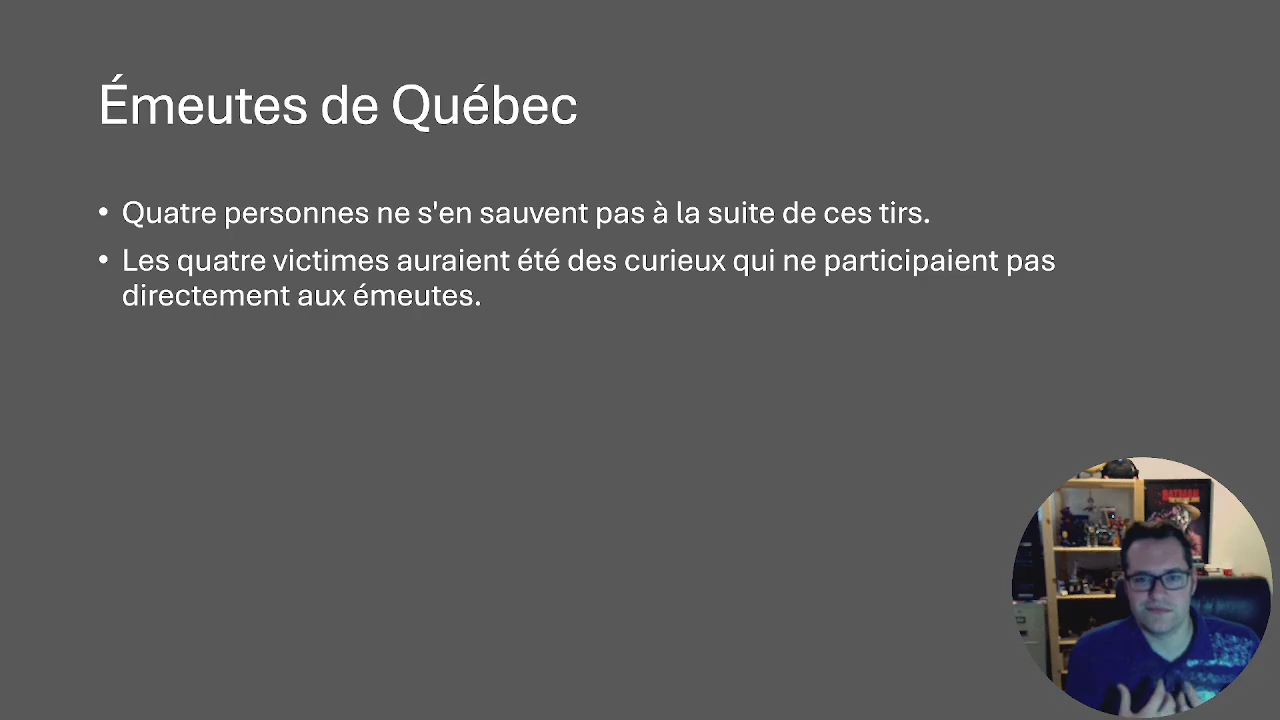 Émeutes de Québec
• Quatre personnes ne s'en sauvent pas à la suite de ces tirs.
• Les quatre victimes auraient été des curieux qui ne participaient pas
directement aux émeutes.
BATMAN